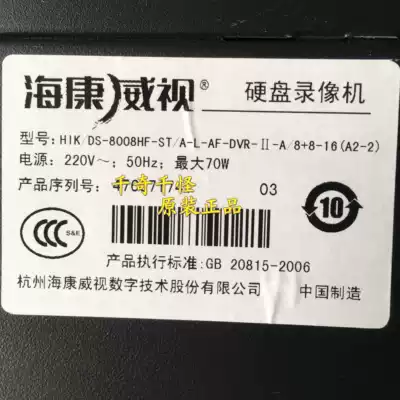 海康威视® 硬盘录像机
型号: HIK/DS-8008HF-ST/A-L-AF-DVR-II-A/8+8-16(A2-2)
电源: 220V~; 50Hz; 最大70W
产品序列号: 03
千奇千怪
原装正品
CCC S&E
10
产品执行标准:GB 20815-2006
杭州海康威视数字技术股份有限公司 中国制造